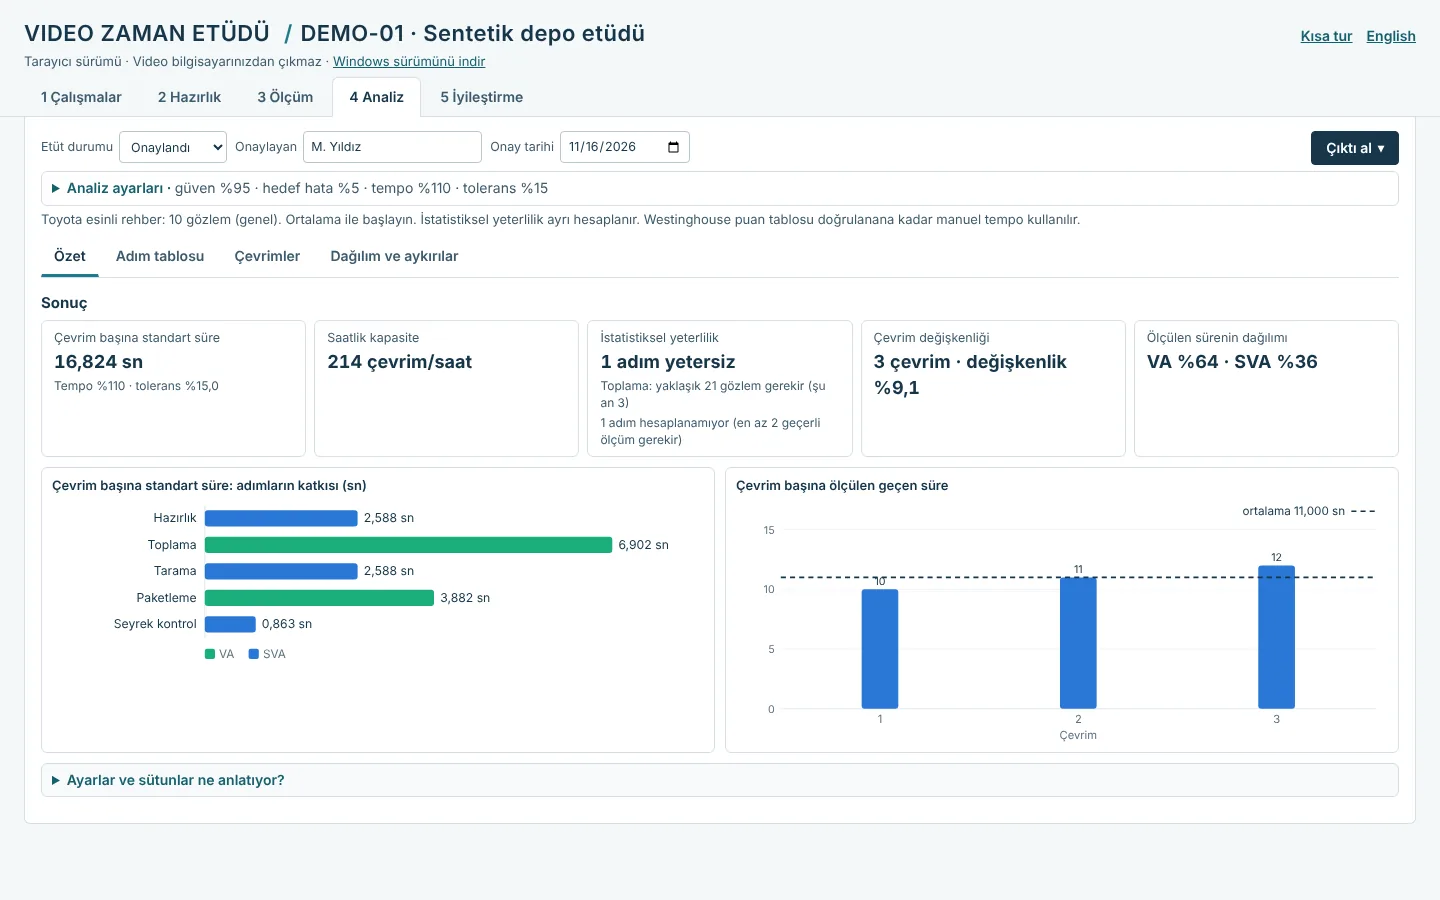 VIDEO ZAMAN ETÜDÜ / DEMO-01 · Sentetik depo etüdü
Kısa tur English
Tarayıcı sürümü · Video bilgisayarınızdan çıkmaz · Windows sürümünü indir
1 Çalışmalar 2 Hazırlık 3 Ölçüm 4 Analiz 5 İyileştirme
Etüt durumu Onaylandı Onaylayan M. Yıldız Onay tarihi 11/16/2026 Çıktı al ▾
▶ Analiz ayarları · güven %95 · hedef hata %5 · tempo %110 · tolerans %15
Toyota esinli rehber: 10 gözlem (genel). Ortalama ile başlayın. İstatistiksel yeterlilik ayrı hesaplanır. Westinghouse puan tablosu doğrulanana kadar manuel tempo kullanılır.
Özet Adım tablosu Çevrimler Dağılım ve aykırılar
Sonuç
Çevrim başına standart süre
16,824 sn
Tempo %110 · tolerans %15,0
Saatlik kapasite
214 çevrim/saat
İstatistiksel yeterlilik
1 adım yetersiz
Toplama: yaklaşık 21 gözlem gerekir (şu
an 3)
1 adım hesaplanamıyor (en az 2 geçerli
ölçüm gerekir)
Çevrim değişkenliği
3 çevrim · değişkenlik
%9,1
Ölçülen sürenin dağılımı
VA %64 · SVA %36
Çevrim başına standart süre: adımların katkısı (sn)
Hazırlık 2,588 sn
Toplama 6,902 sn
Tarama 2,588 sn
Paketleme 3,882 sn
Seyrek kontrol 0,863 sn
VA SVA
Çevrim başına ölçülen geçen süre
ortalama 11,000 sn
15
10
5
0
10
11
12
1 2 3
Çevrim
▶ Ayarlar ve sütunlar ne anlatıyor?